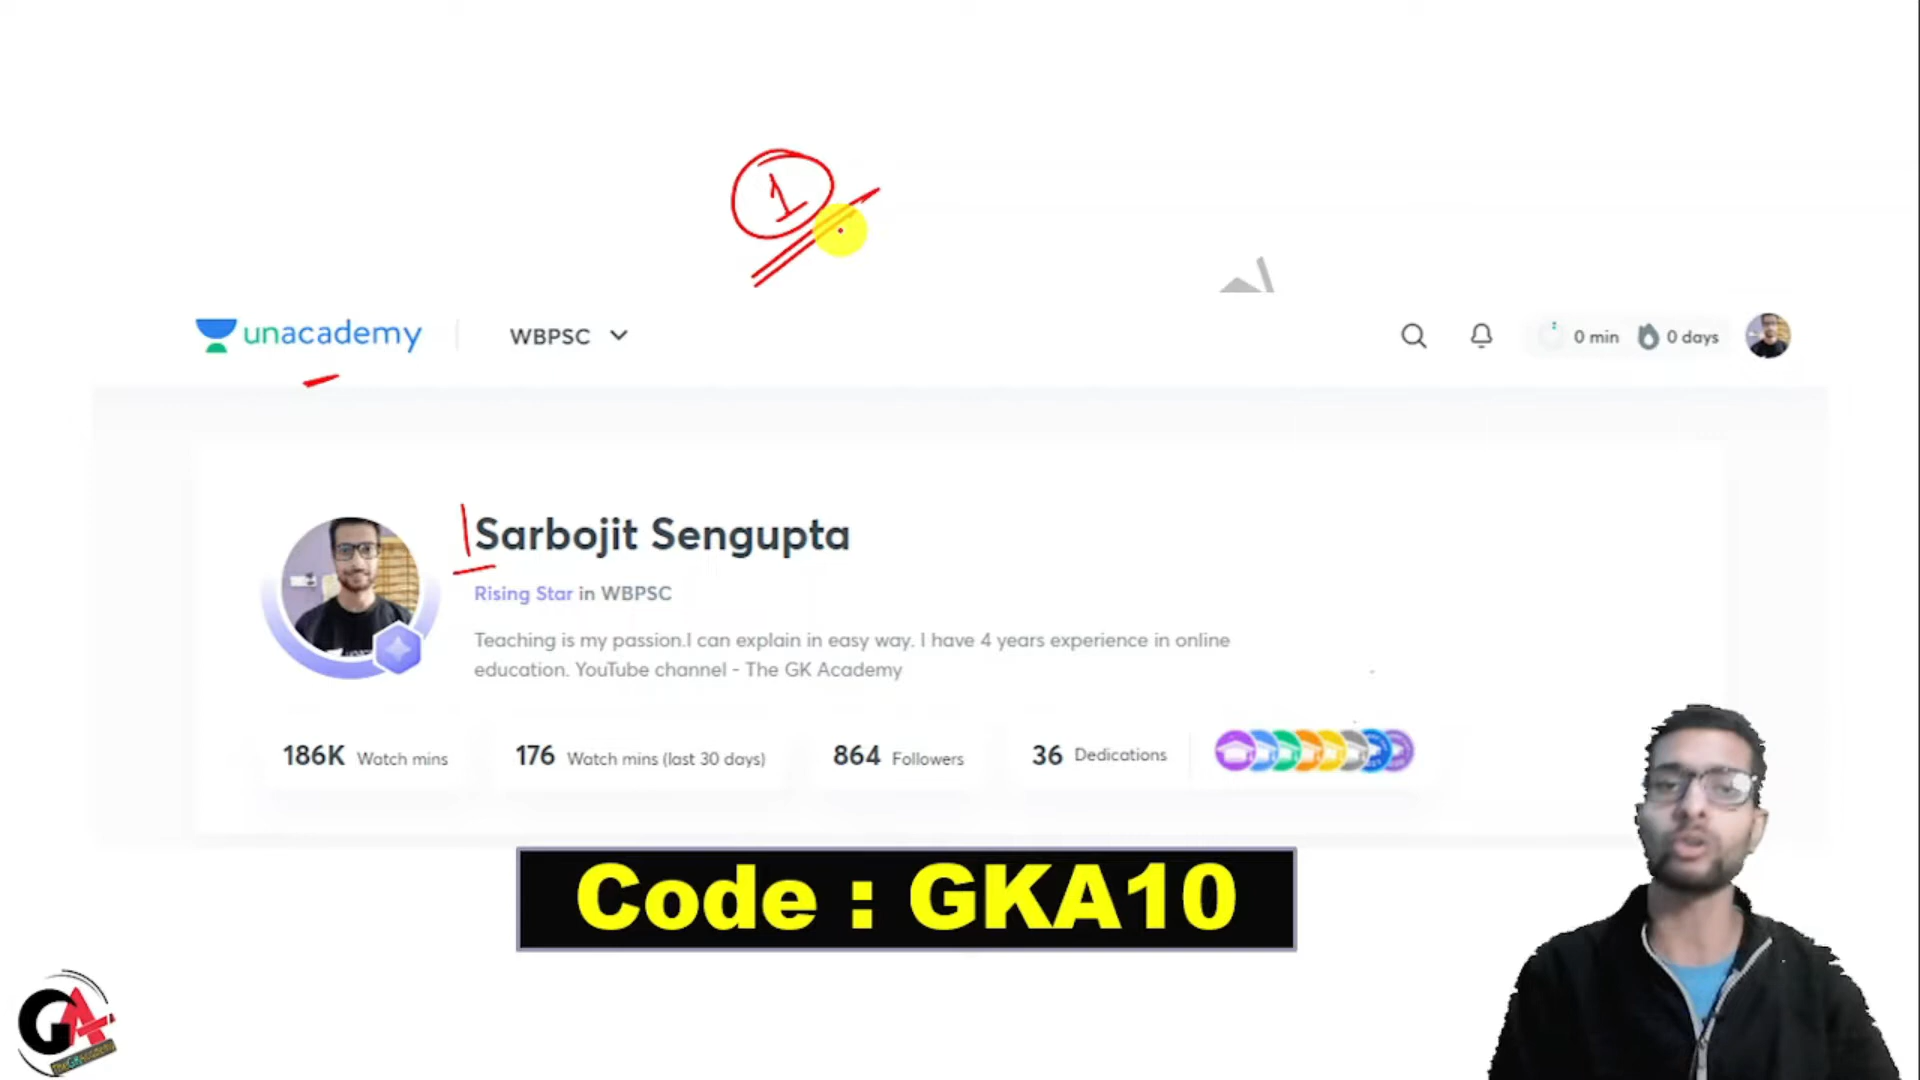 1
unacademy
WBPSC
0 min
0 days
Sarbojit Sengupta
Rising Star in WBPSC
Teaching is my passion.I can explain in easy way. I have 4 years experience in online
education. YouTube channel - The GK Academy
186K Watch mins
176 Watch mins (last 30 days)
864 Followers
36 Dedications
Code : GKA10
GA